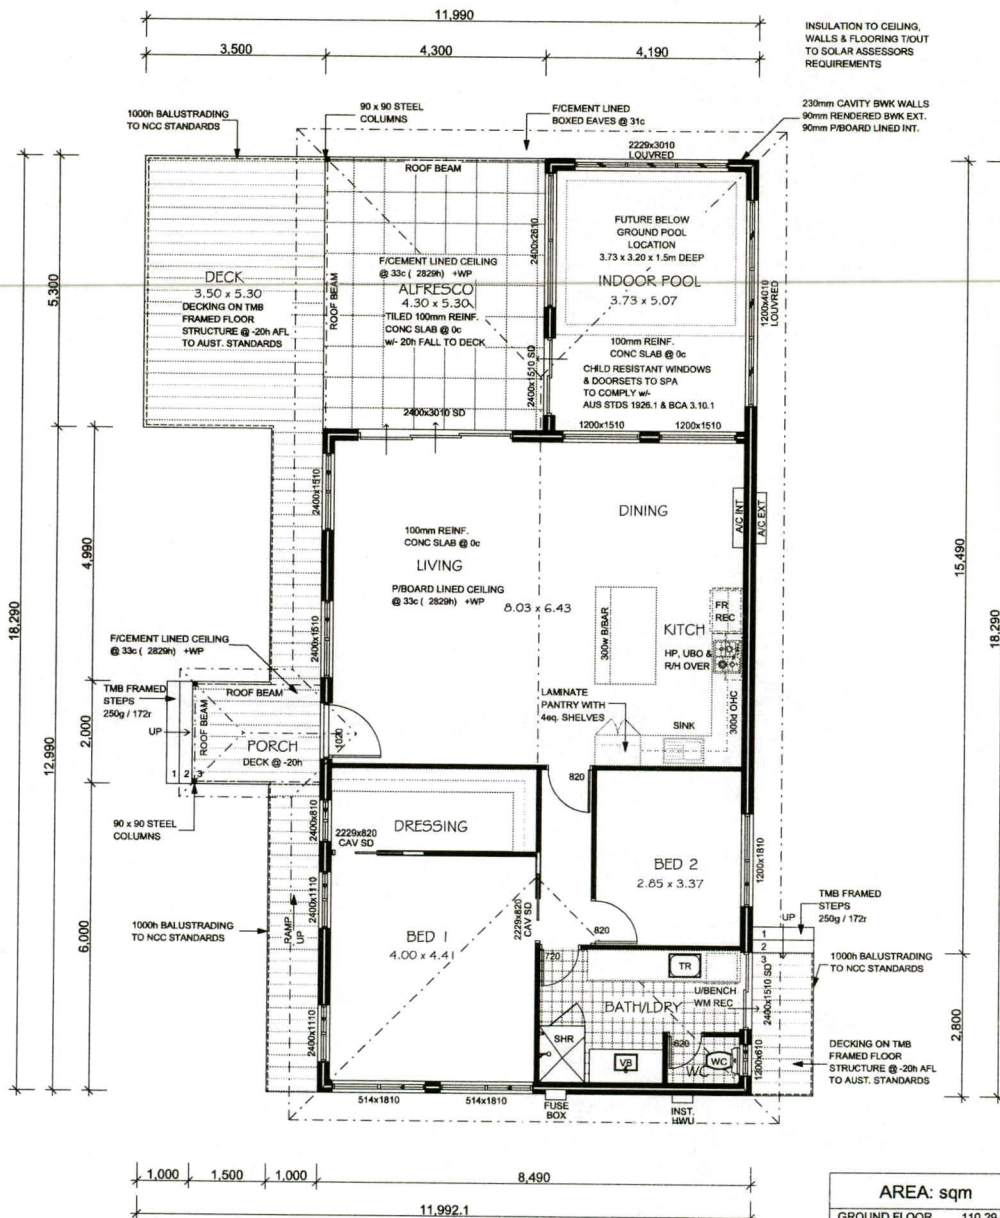 11,990
INSULATION TO CEILING,
WALLS & FLOORING T/OUT
TO SOLAR ASSESSORS
REQUIREMENTS
3,500
4,300
4,190
1000h BALUSTRADING
TO NCC STANDARDS
90 x 90 STEEL
COLUMNS
F/CEMENT LINED
BOXED EAVES @ 31c
230mm CAVITY BWK WALLS
90mm RENDERED BWK EXT.
90mm P/BOARD LINED INT.
2229x3010
LOUVRED
ROOF BEAM
18,290
5,300
DECK
3.50 x 5.30
DECKING ON TMB
FRAMED FLOOR
STRUCTURE @ -20h AFL
TO AUST. STANDARDS
ROOF BEAM
F/CEMENT LINED CEILING
@ 33c ( 2829h) +WP
ALFRESCO
4.30 x 5.30
TILED 100mm REINF.
CONC SLAB @ 0c
w/- 20h FALL TO DECK
2400x2610
2400x1510 SD
FUTURE BELOW
GROUND POOL
LOCATION
3.73 x 3.20 x 1.5m DEEP
INDOOR POOL
3.73 x 5.07
100mm REINF.
CONC SLAB @ 0c
CHILD RESISTANT WINDOWS
& DOORSETS TO SPA
TO COMPLY w/-
AUS STDS 1926.1 & BCA 3.10.1
1200x4010
LOUVRED
2400x3010 SD
1200x1510
1200x1510
15,490
18,290
4,990
2400x1510
100mm REINF.
CONC SLAB @ 0c
LIVING
P/BOARD LINED CEILING
@ 33c ( 2829h) +WP
8.03 x 6.43
DINING
A/C INT
A/C EXT
300w B/BAR
KITCH
FR
REC
HP, UBO &
R/H OVER
300d OHC
2400x1510
F/CEMENT LINED CEILING
@ 33c ( 2829h) +WP
TMB FRAMED
STEPS
250g / 172r
UP
ROOF BEAM
ROOF BEAM
PORCH
DECK @ -20h
1 2 3
1020
LAMINATE
PANTRY WITH
4eq. SHELVES
SINK
2,000
12,990
90 x 90 STEEL
COLUMNS
2400x810
2229x820
CAV SD
DRESSING
820
BED 2
2.85 x 3.37
1200x1810
6,000
1000h BALUSTRADING
TO NCC STANDARDS
RAMP
UP
2400x1110
BED 1
4.00 x 4.41
2229x820
CAV SD
820
TMB FRAMED
STEPS
250g / 172r
UP
1
2
3
1000h BALUSTRADING
TO NCC STANDARDS
720
TR
U/BENCH
WM REC
2400x1510 SD
BATH/LDRY
2400x1110
SHR
VB
620
WC
WC
1200x610
2,800
DECKING ON TMB
FRAMED FLOOR
STRUCTURE @ -20h AFL
TO AUST. STANDARDS
514x1810
514x1810
FUSE
BOX
INST.
HWU
1,000
1,500
1,000
8,490
11,992.1
AREA: sqm
GROUND FLOOR 110.29